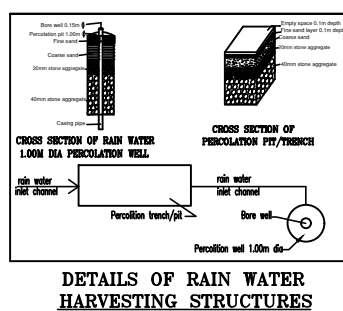 Bore well 0.15m
Percolation pit 1.00m
Fine sand
Coarse sand
20mm stone aggregate
40mm stone aggregate
Casing pipe
CROSS SECTION OF RAIN WATER
1.00M DIA PERCOLATION WELL
Empty space 0.1m depth
Fine sand layer 0.1m depth
Coarse sand
20mm stone aggregate
40mm stone aggregate
CROSS SECTION OF
PERCOLATION PIT/TRENCH
rain water
inlet channel
Percolition trench/pit
rain water
inlet channel
Bore well
Percolition well 1.00m dia
DETAILS OF RAIN WATER
HARVESTING STRUCTURES